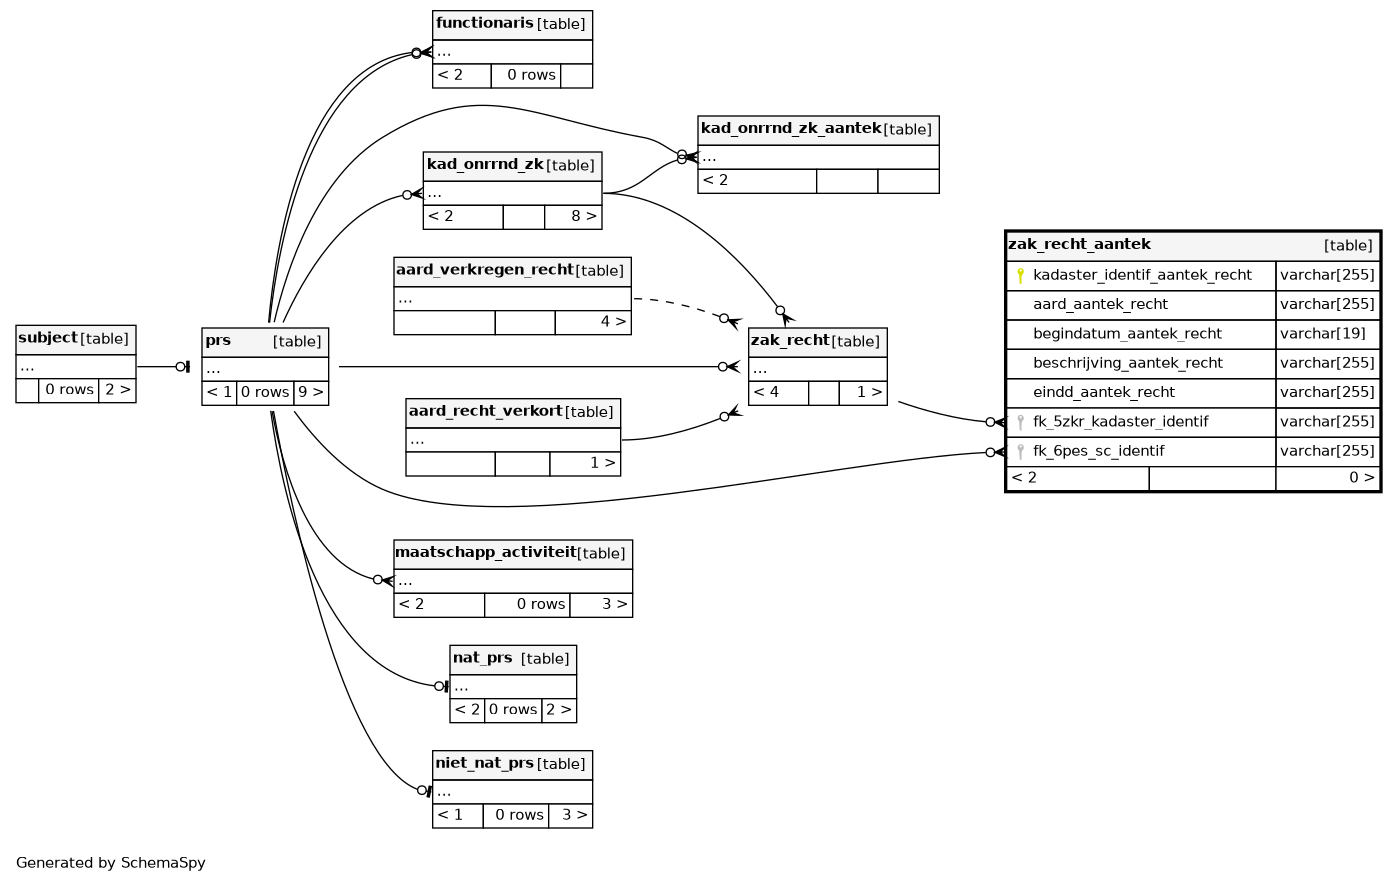 functionaris [table]
...
< 2 0 rows
kad_onrrnd_zk_aantek [table]
...
< 2
kad_onrrnd_zk [table]
...
< 2 8 >
zak_recht_aantek [table]
kadaster_identif_aantek_recht varchar[255]
aard_aantek_recht varchar[255]
begindatum_aantek_recht varchar[19]
beschrijving_aantek_recht varchar[255]
eindd_aantek_recht varchar[255]
fk_5zkr_kadaster_identif varchar[255]
fk_6pes_sc_identif varchar[255]
< 2 0 >
aard_verkregen_recht [table]
...
4 >
subject [table]
...
0 rows 2 >
prs [table]
...
< 1 0 rows 9 >
zak_recht [table]
...
< 4 1 >
aard_recht_verkort [table]
...
1 >
maatschapp_activiteit [table]
...
< 2 0 rows 3 >
nat_prs [table]
...
< 2 0 rows 2 >
niet_nat_prs [table]
...
< 1 0 rows 3 >
Generated by SchemaSpy